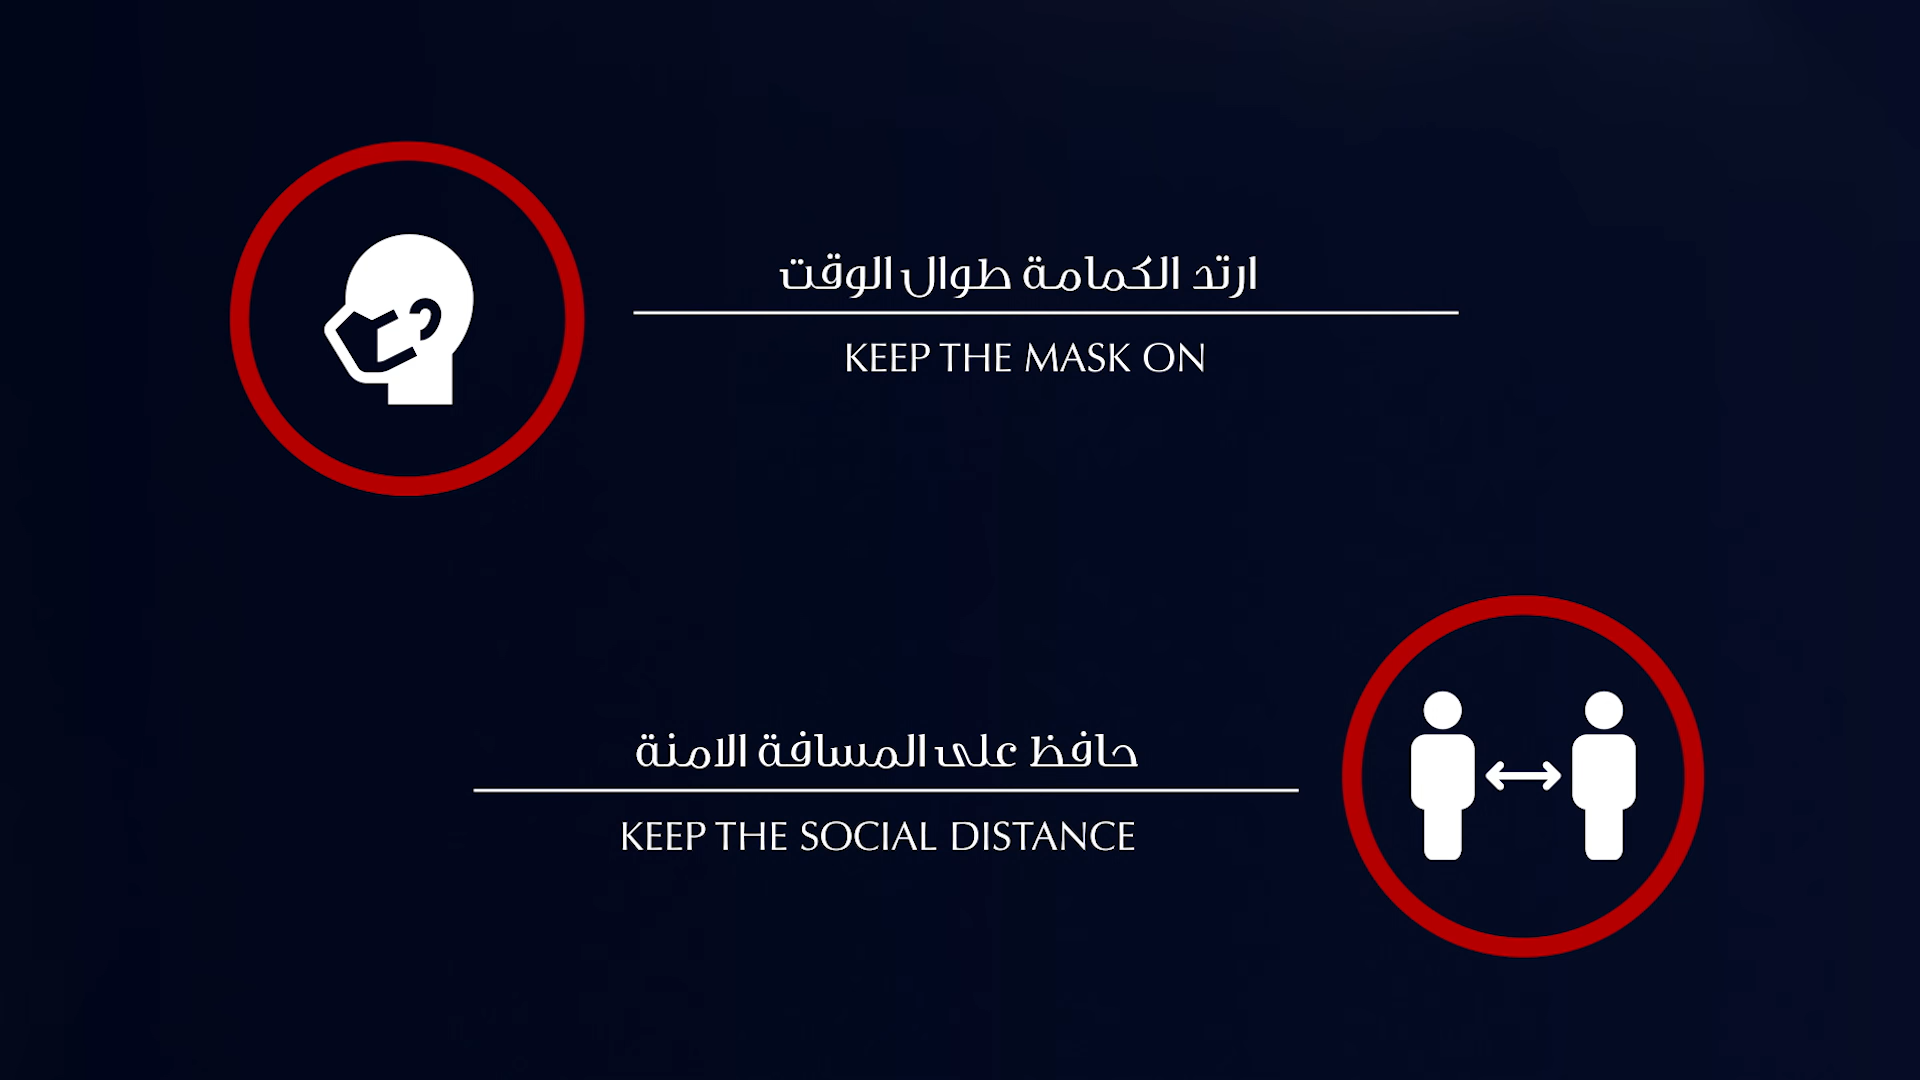 ارتد الكمامة طوال الوقت
KEEP THE MASK ON
حافظ على المسافة الامنة
KEEP THE SOCIAL DISTANCE